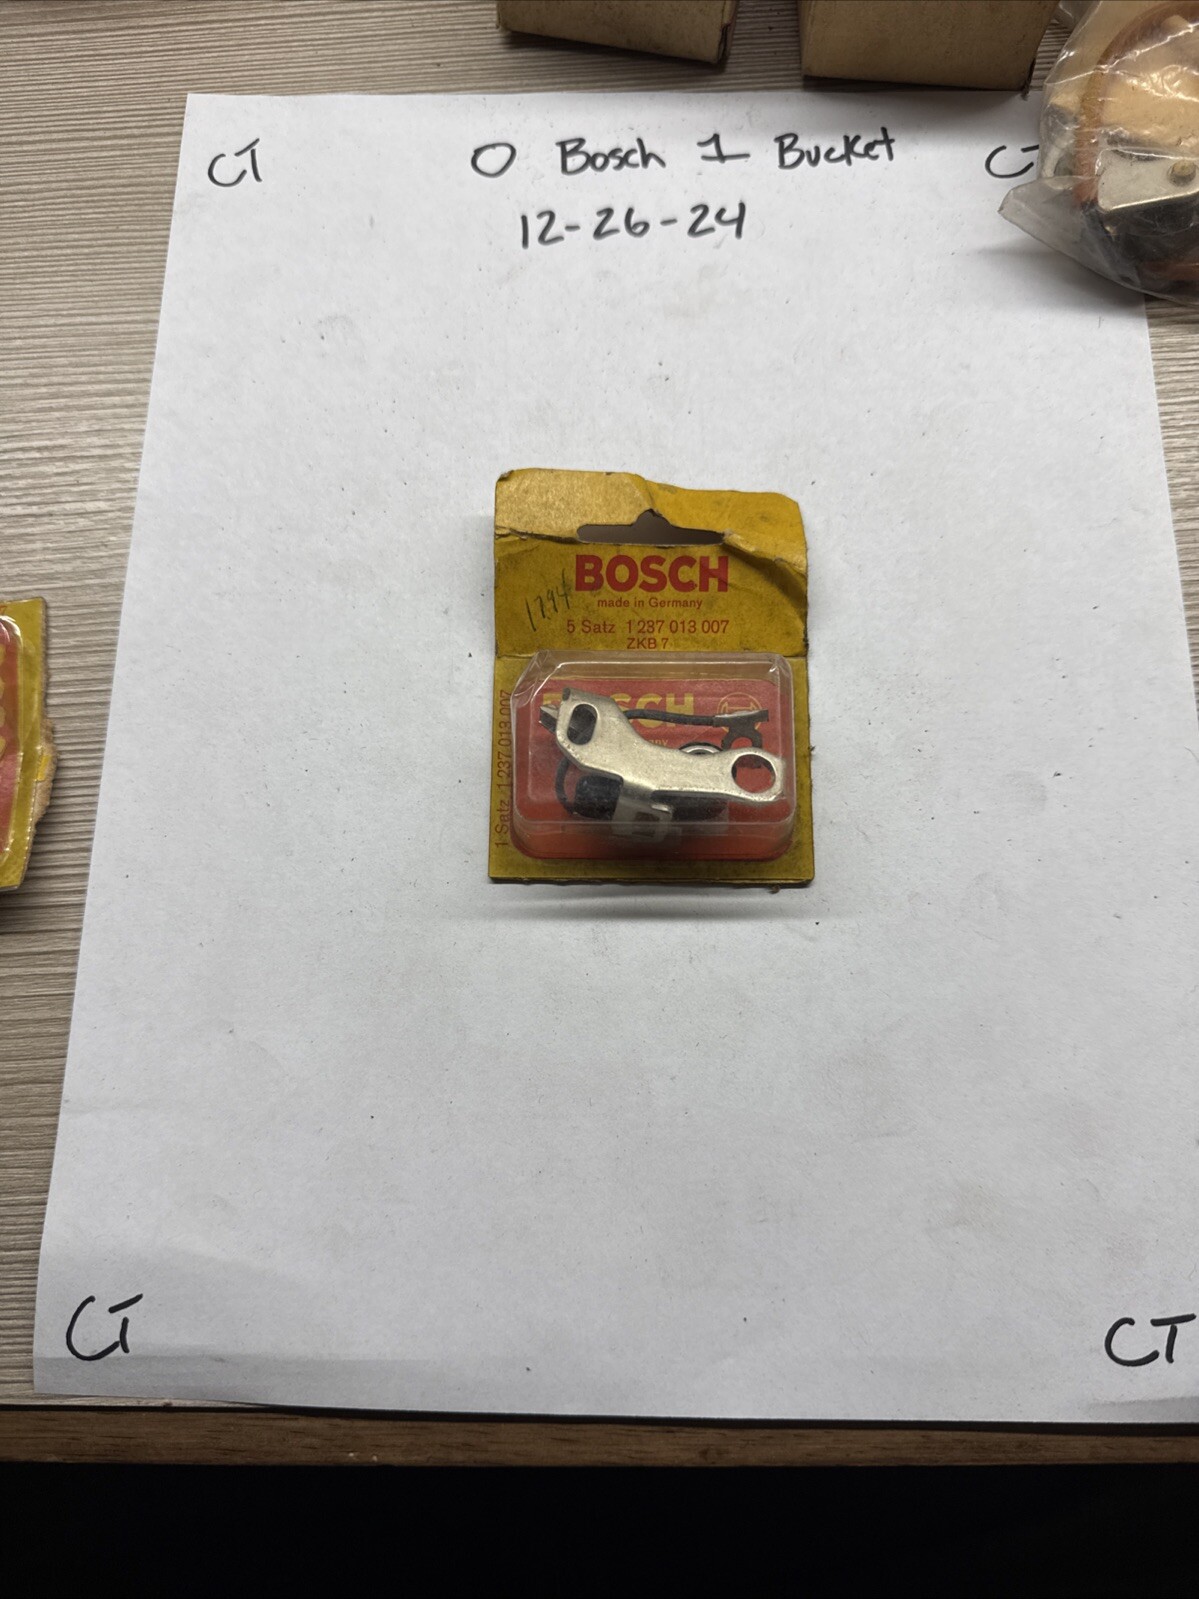 CT O Bosch 1 Bucket C
12-26-24
BOSCH
made in Germany
1794
5 Satz 1 237 013 007
ZKB 7
1 Satz 1 237 013 007
BOSCH
CT
CT